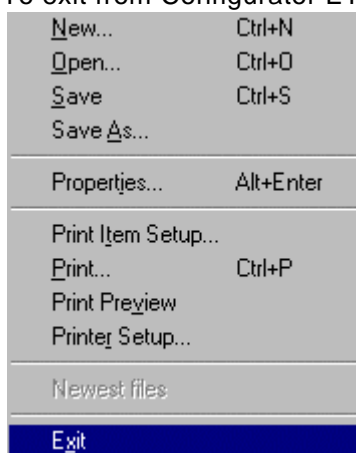 To exit from Configurator
New... Ctrl+N
Open... Ctrl+O
Save Ctrl+S
Save As...
Properties... Alt+Enter
Print Item Setup...
Print... Ctrl+P
Print Preview
Printer Setup...
Newest files
Exit